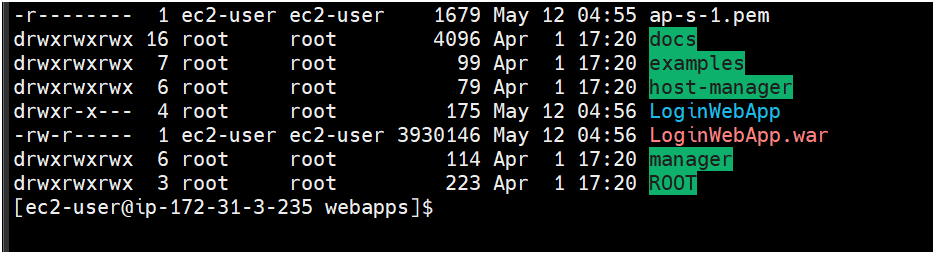 -r-------- 1 ec2-user ec2-user 1679 May 12 04:55 ap-s-1.pem
drwxrwxrwx 16 root root 4096 Apr 1 17:20 docs
drwxrwxrwx 7 root root 99 Apr 1 17:20 examples
drwxrwxrwx 6 root root 79 Apr 1 17:20 host-manager
drwxr-x--- 4 root root 175 May 12 04:56 LoginWebApp
-rw-r----- 1 ec2-user ec2-user 3930146 May 12 04:56 LoginWebApp.war
drwxrwxrwx 6 root root 114 Apr 1 17:20 manager
drwxrwxrwx 3 root root 223 Apr 1 17:20 ROOT
[ec2-user@ip-172-31-3-235 webapps]$